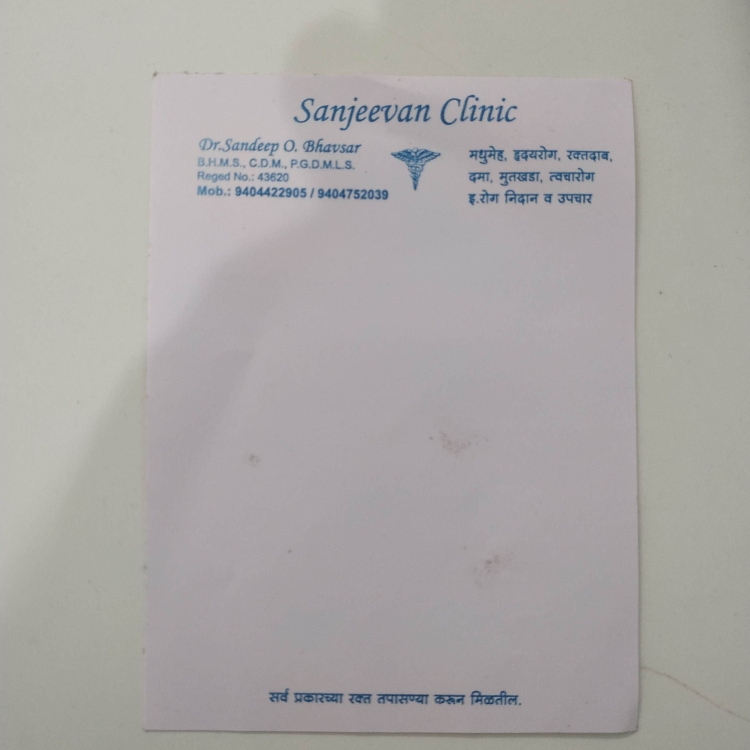 Sanjeevan Clinic
Dr.Sandeep O. Bhavsar
B.H.M.S., C.D.M., P.G.D.M.L.S.
Reged No.: 43620
Mob.: 9404422905 / 9404752039
मधुमेह, हृदयरोग, रक्तदाब,
दमा, मुतखडा, त्वचारोग
इ.रोग निदान व उपचार
सर्व प्रकारच्या रक्त तपासण्या करून मिळतील.